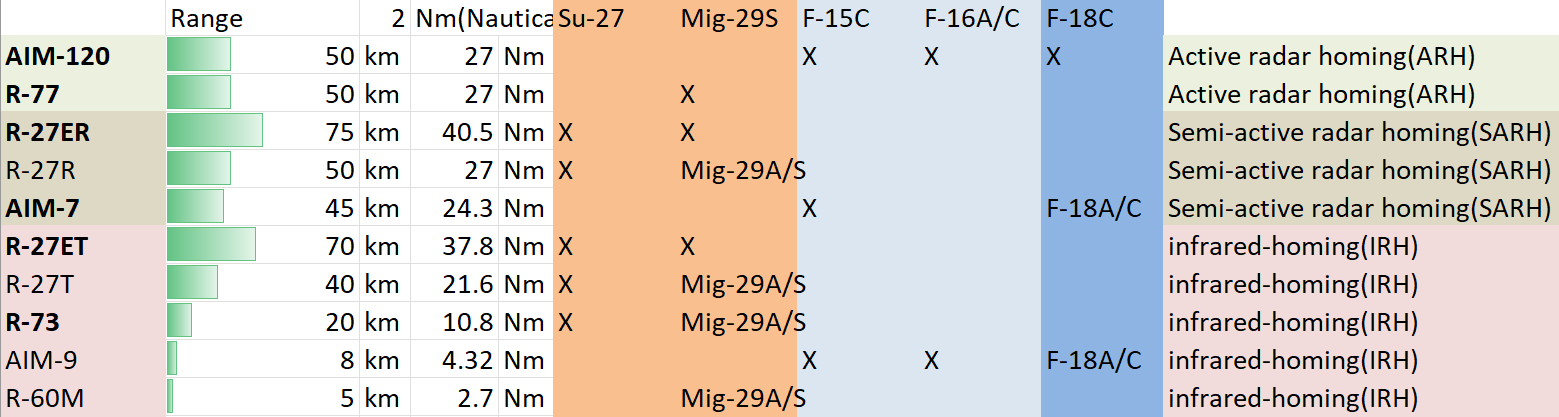 Range 2 Nm(Nautica Su-27 Mig-29S F-15C F-16A/C F-18C
AIM-120 50 km 27 Nm X X X Active radar homing(ARH)
R-77 50 km 27 Nm X Active radar homing(ARH)
R-27ER 75 km 40.5 Nm X X Semi-active radar homing(SARH)
R-27R 50 km 27 Nm X Mig-29A/S Semi-active radar homing(SARH)
AIM-7 45 km 24.3 Nm X F-18A/C Semi-active radar homing(SARH)
R-27ET 70 km 37.8 Nm X X infrared-homing(IRH)
R-27T 40 km 21.6 Nm X Mig-29A/S infrared-homing(IRH)
R-73 20 km 10.8 Nm X Mig-29A/S infrared-homing(IRH)
AIM-9 8 km 4.32 Nm X X F-18A/C infrared-homing(IRH)
R-60M 5 km 2.7 Nm Mig-29A/S infrared-homing(IRH)